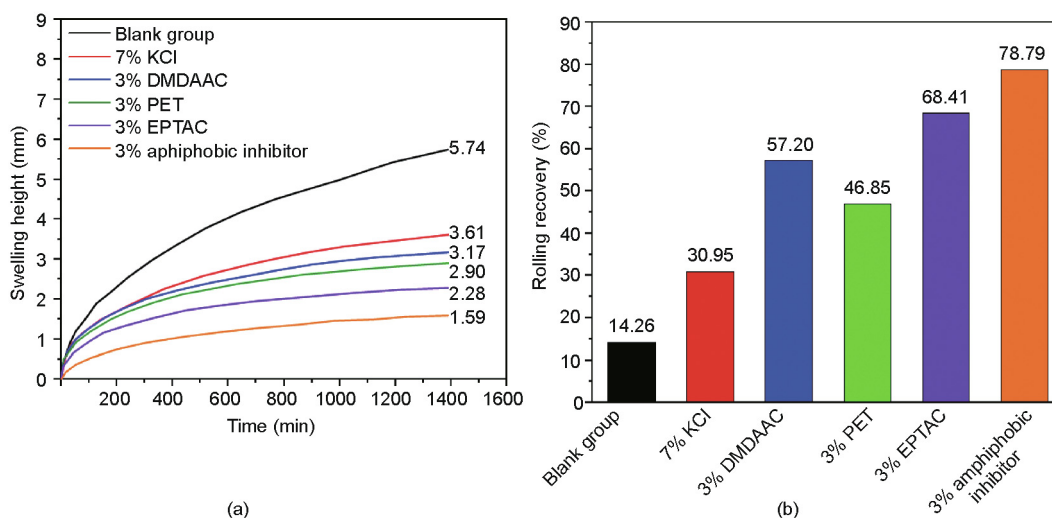 9
8
7
6
5
4
3
2
1
0
Swelling height (mm)
Blank group
7% KCI
3% DMDAAC
3% PET
3% EPTAC
3% aphiphobic inhibitor
5.74
3.61
3.17
2.90
2.28
1.59
200 400 600 800 1000 1200 1400 1600
Time (min)
(a)
90
80
70
60
50
40
30
20
10
0
Rolling recovery (%)
14.26
30.95
57.20
46.85
68.41
78.79
Blank group
7% KCI
3% DMDAAC
3% PET
3% EPTAC
3% amphiphobic
inhibitor
(b)